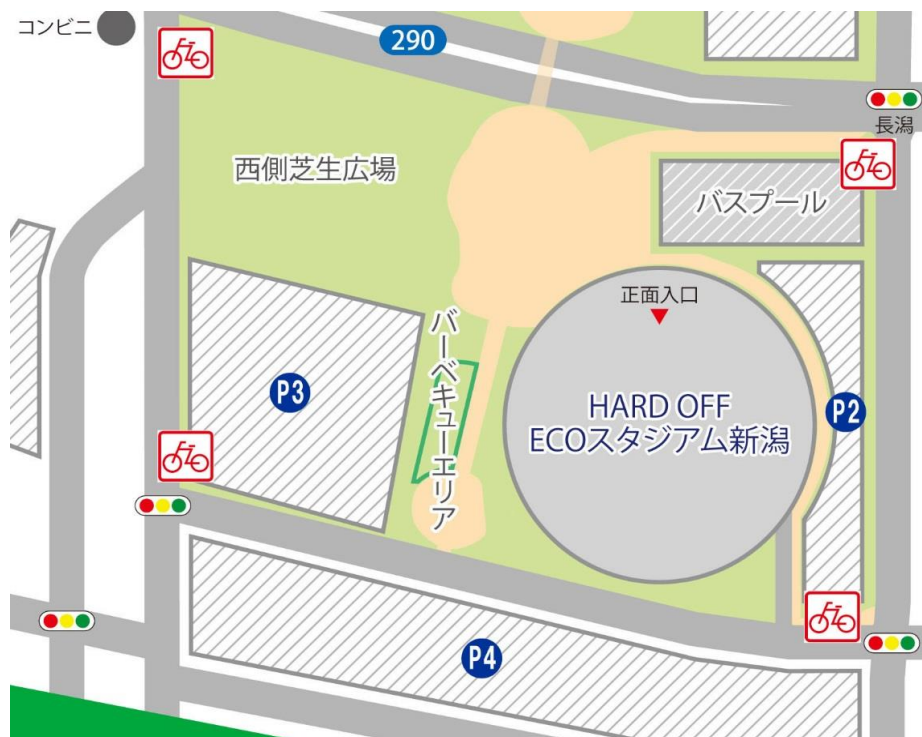 コンビニ
290
長潟
西側芝生広場
バスプール
正面入口
バーベキューエリア
P3
HARD OFF
ECOスタジアム新潟
P2
P4